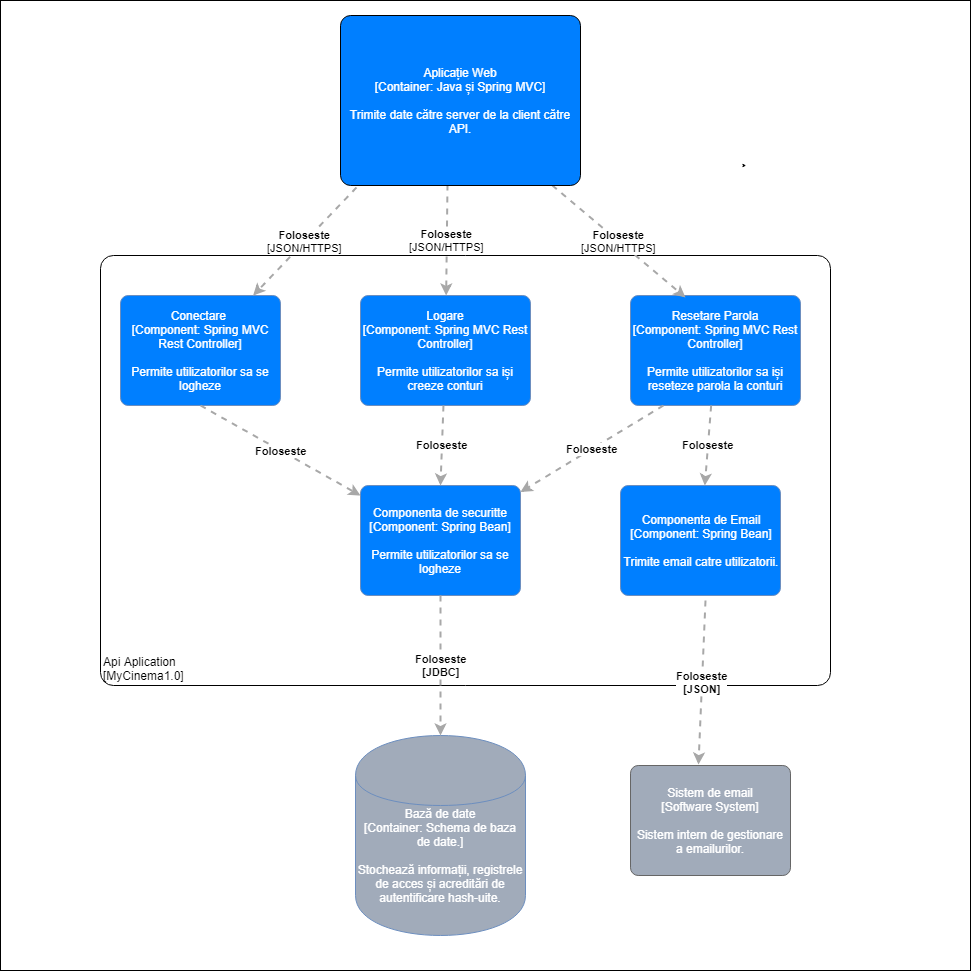 Aplicație Web
[Container: Java și Spring MVC]
Trimite date către server de la client către
API.
Foloseste
[JSON/HTTPS]
Foloseste
[JSON/HTTPS]
Foloseste
[JSON/HTTPS]
Conectare
[Component: Spring MVC
Rest Controller]
Permite utilizatorilor sa se
logheze
Logare
[Component: Spring MVC Rest
Controller]
Permite utilizatorilor sa iși
creeze conturi
Resetare Parola
[Component: Spring MVC Rest
Controller]
Permite utilizatorilor sa iși
reseteze parola la conturi
Foloseste
Foloseste
Foloseste
Foloseste
Componenta de securitte
[Component: Spring Bean]
Permite utilizatorilor sa se
logheze
Componenta de Email
[Component: Spring Bean]
Trimite email catre utilizatorii.
Api Aplication
[MyCinema1.0]
Foloseste
[JDBC]
Foloseste
[JSON]
Bază de date
[Container: Schema de baza
de date.]
Stochează informații, registrele
de acces și acreditări de
autentificare hash-uite.
Sistem de email
[Software System]
Sistem intern de gestionare
a emailurilor.